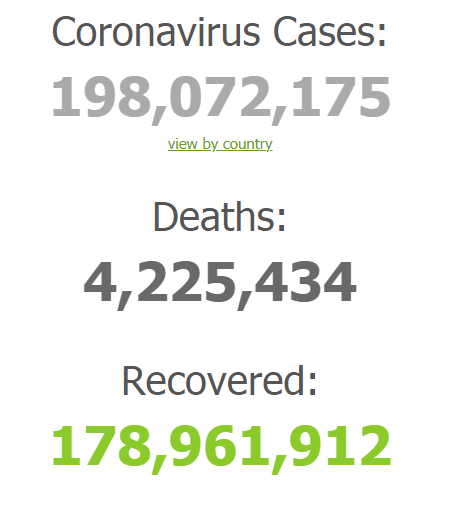 Coronavirus Cases:
198,072,175
view by country
Deaths:
4,225,434
Recovered:
178,961,912